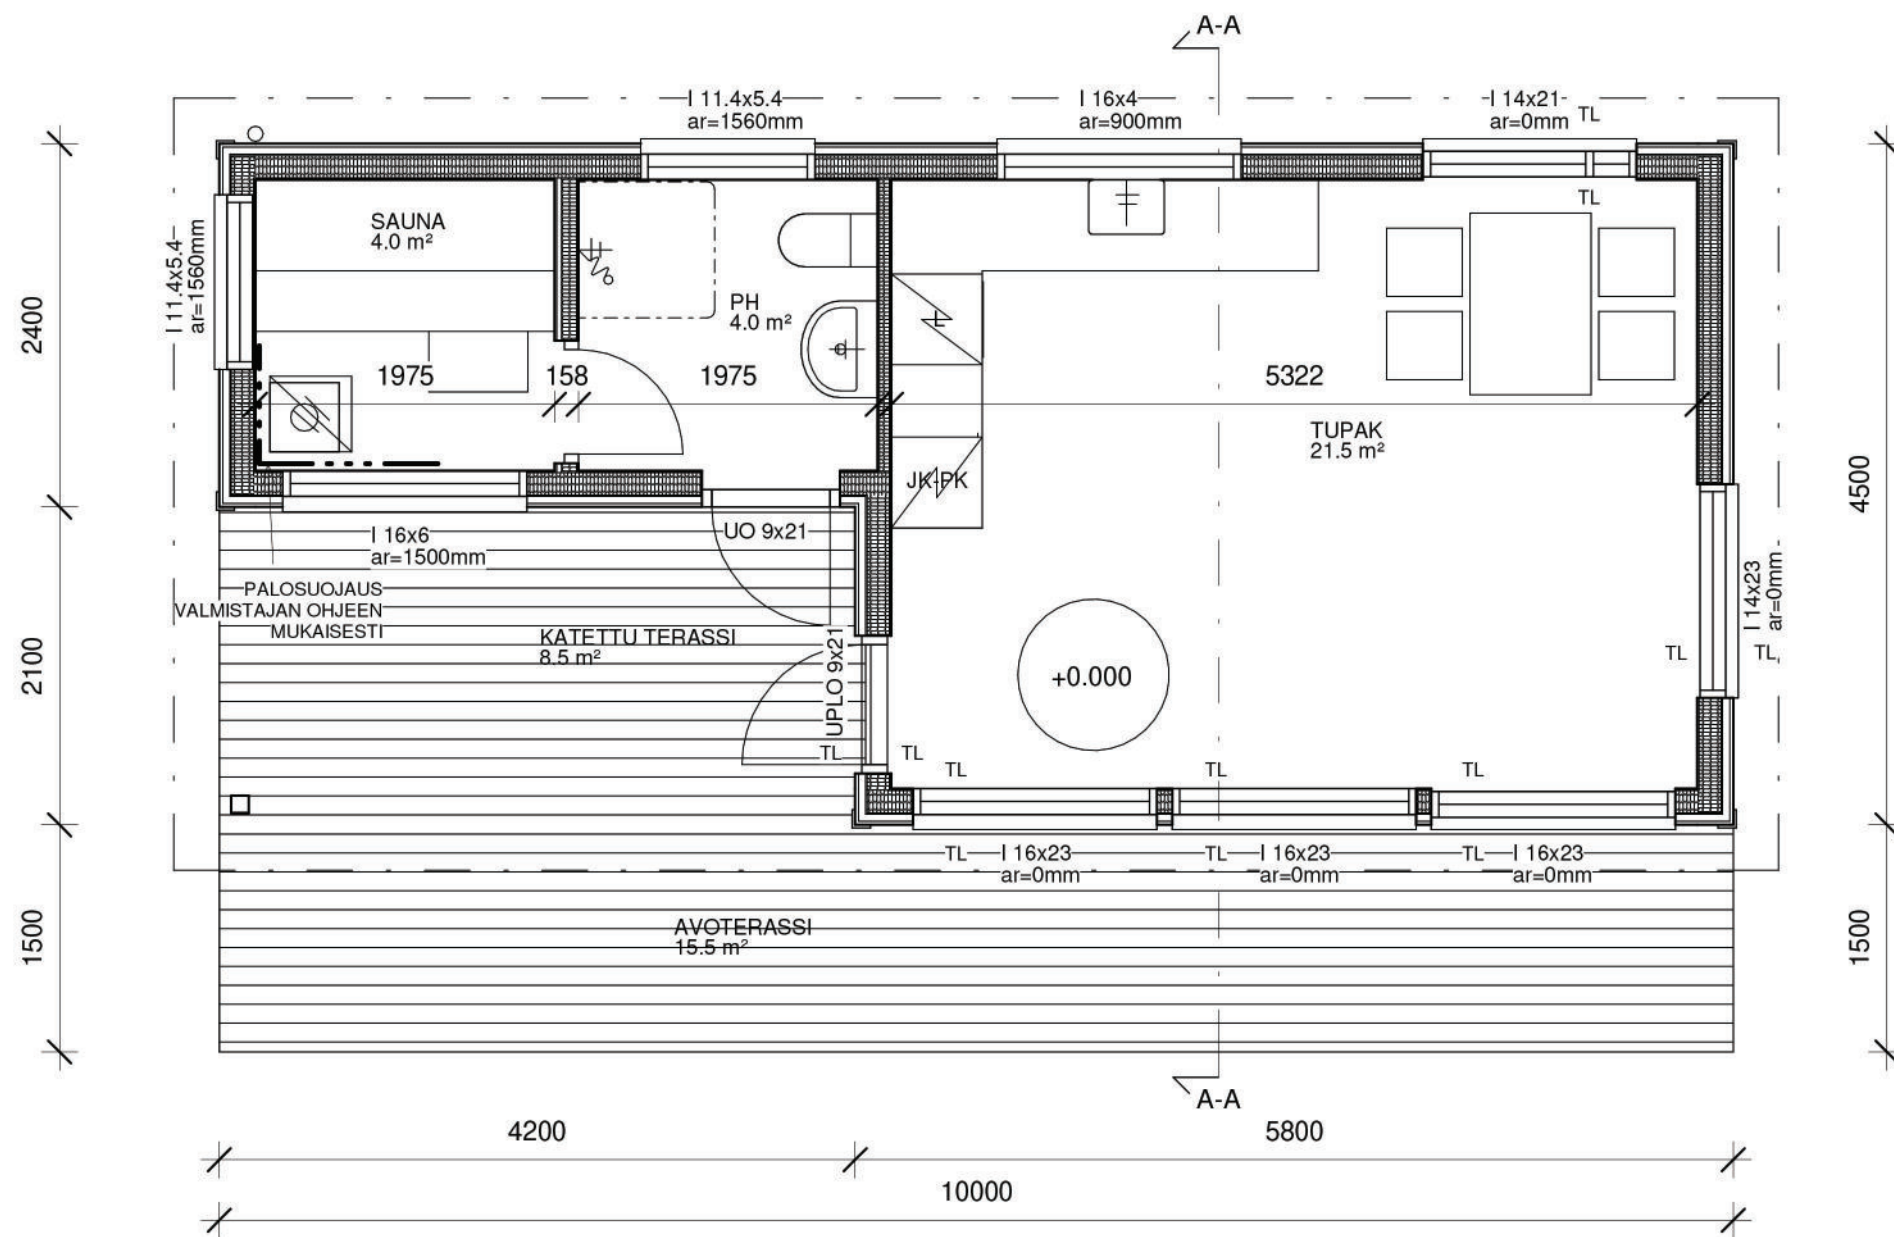 A-A
I 11.4x5.4
ar=1560mm
I 16x4
ar=900mm
I 14x21
ar=0mm
TL
TL
I 11.4x5.4
ar=1560mm
SAUNA
4.0 m²
PH
4.0 m²
L
2400
1975
158
1975
5322
TUPAK
21.5 m²
JK-PK
4500
I 16x6
ar=1500mm
UO 9x21
PALOSUOJAUS
VALMISTAJAN OHJEEN
MUKAISESTI
KATETTU TERASSI
8.5 m²
UPLO 9x21
2100
+0.000
I 14x23
ar=0mm
TL
TL
TL
TL
TL
TL
TL
TL
I 16x23
ar=0mm
TL
I 16x23
ar=0mm
TL
I 16x23
ar=0mm
AVOTERASSI
15.5 m²
1500
1500
A-A
4200
5800
10000